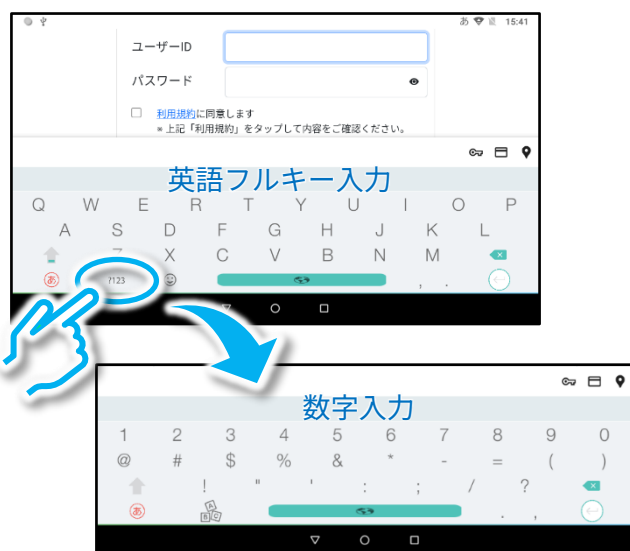 あ 15:41
ユーザーID
パスワード
利用規約に同意します
※上記「利用規約」をタップして内容をご確認ください。
英語フルキー入力
Q W E R T Y U I O P
A S D F G H J K L
Z X C V B N M
あ ?123 , .
数字入力
1 2 3 4 5 6 7 8 9 0
@ # $ % & * - = ( )
! " ' : ; / ?
あ ABC . ,